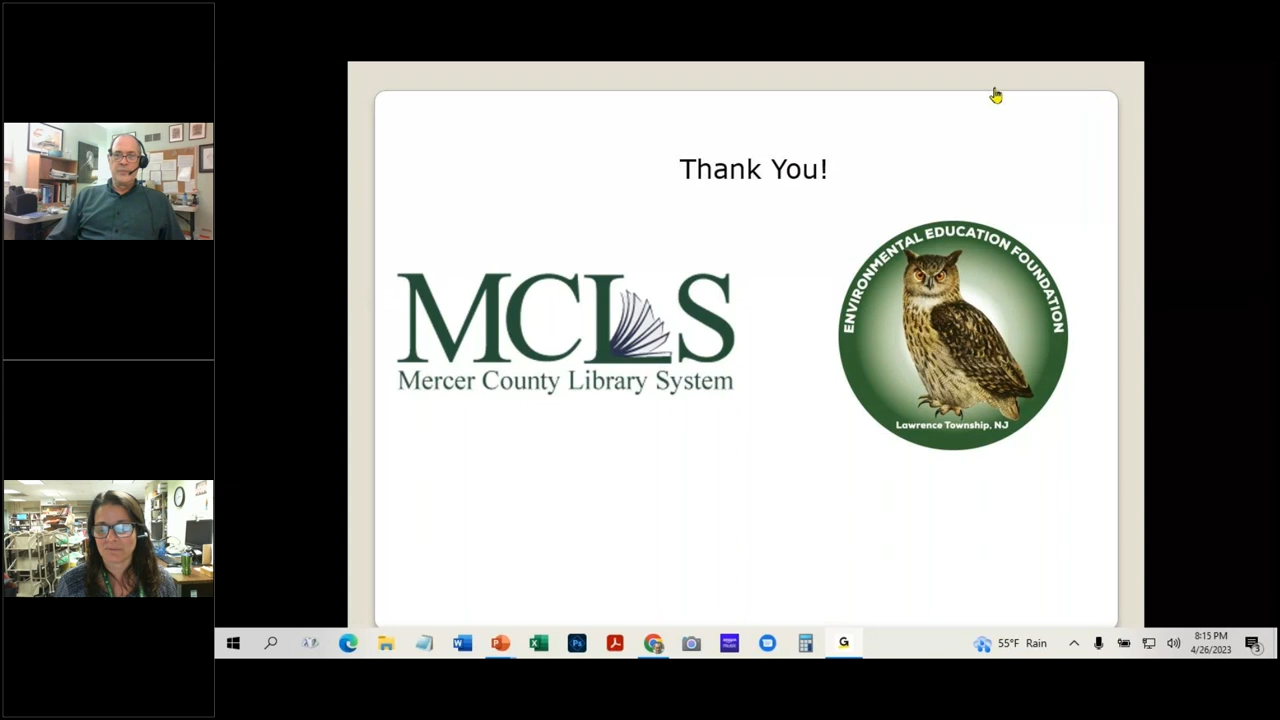 Thank You!
MCLS
Mercer County Library System
ENVIRONMENTAL EDUCATION FOUNDATION
Lawrence Township, NJ
55°F Rain
8:15 PM
4/26/2023
3